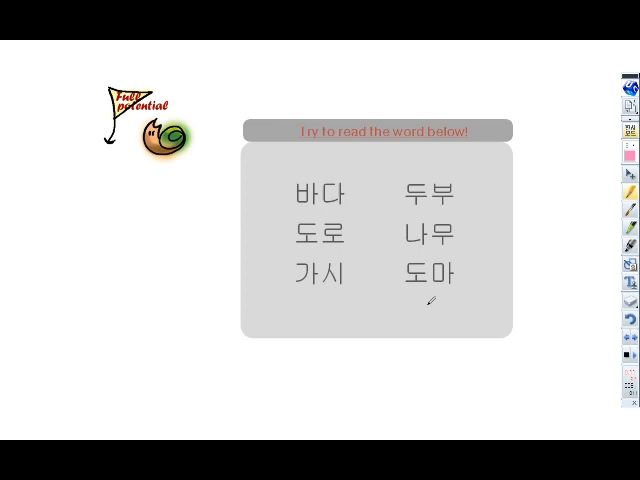 Full
potential
Try to read the word below!
바다 두부
도로 나무
가시 도마